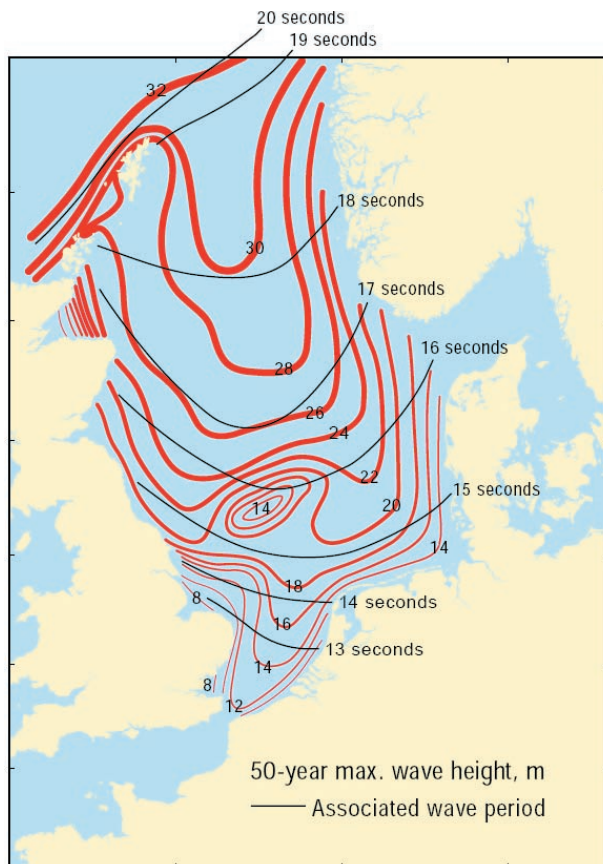 20 seconds
19 seconds
32
18 seconds
30
17 seconds
28
16 seconds
26
24
22
15 seconds
14
20
14
18
8
14 seconds
16
13 seconds
14
8
12
50-year max. wave height, m
Associated wave period